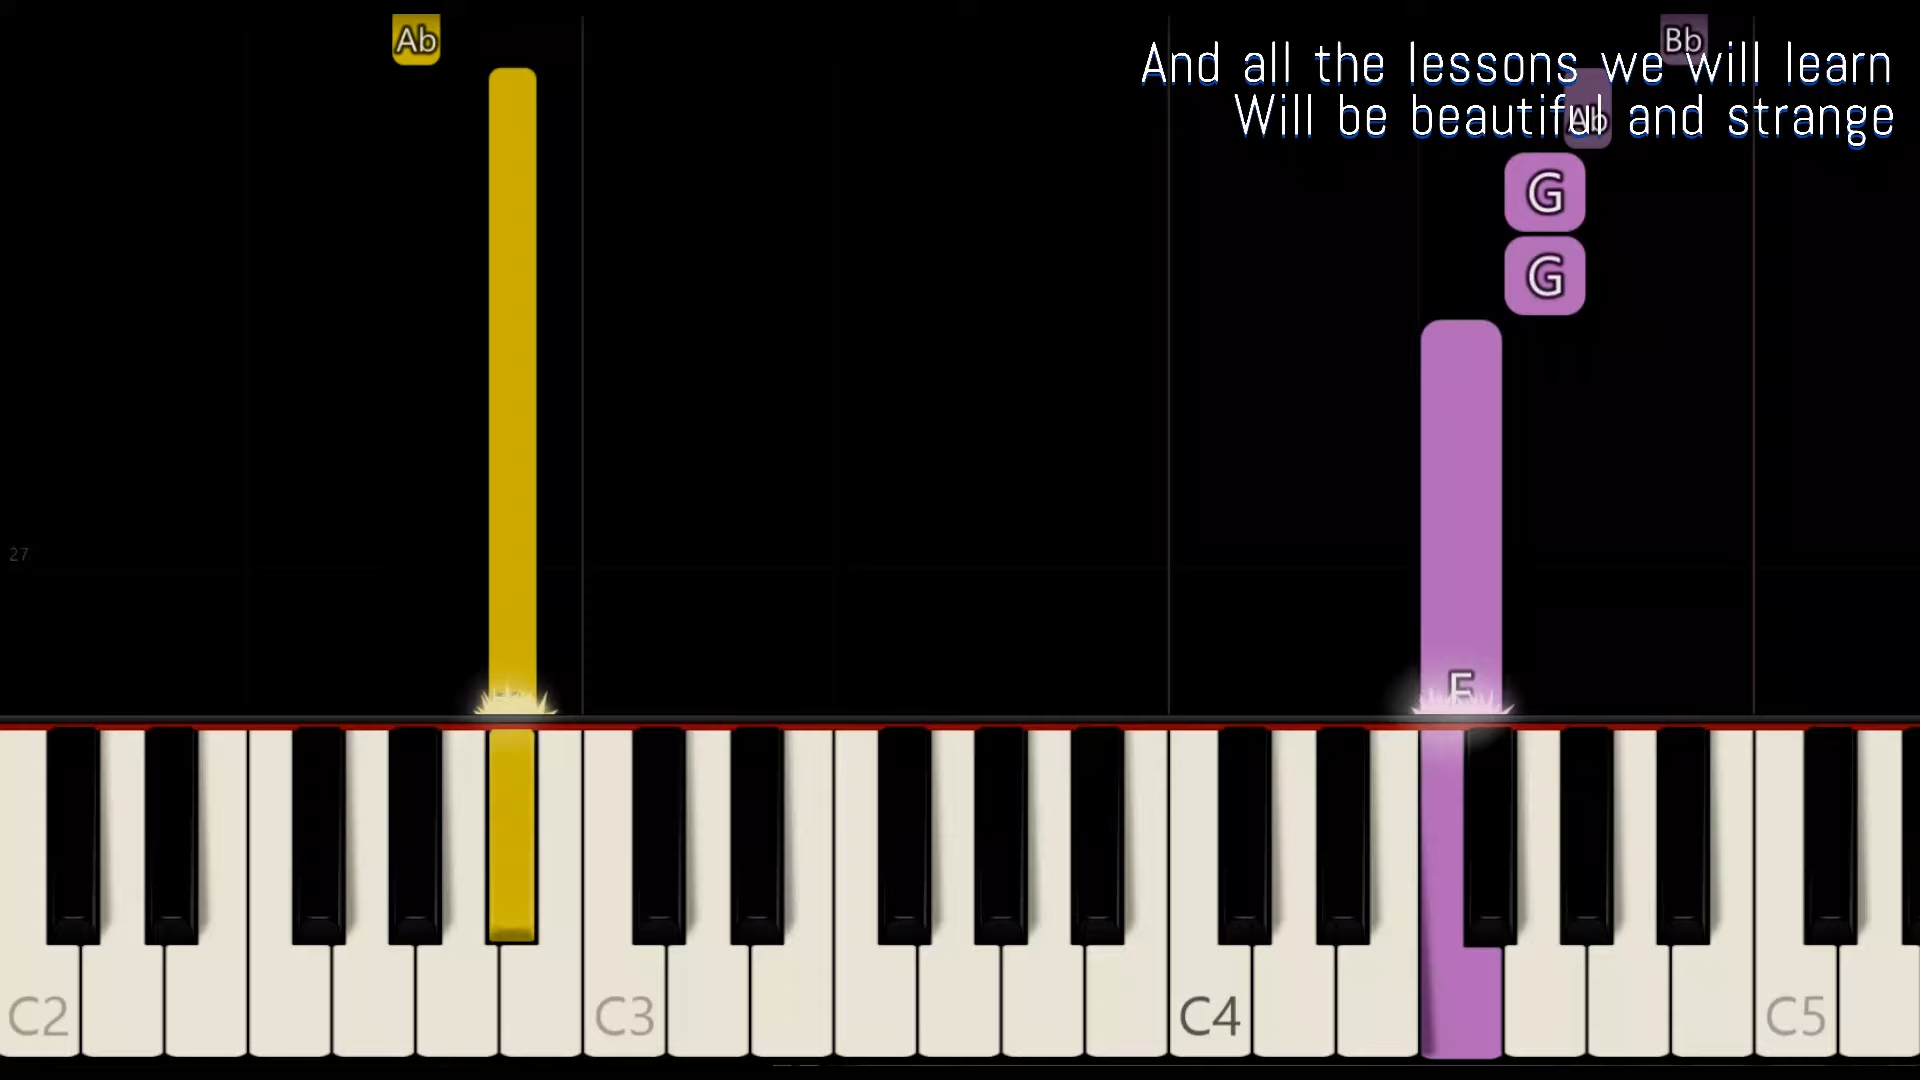 Ab
Bb
And all the lessons we will learn
Will be beautiful and strange
Ab
G
G
27
F
C2
C3
C4
C5